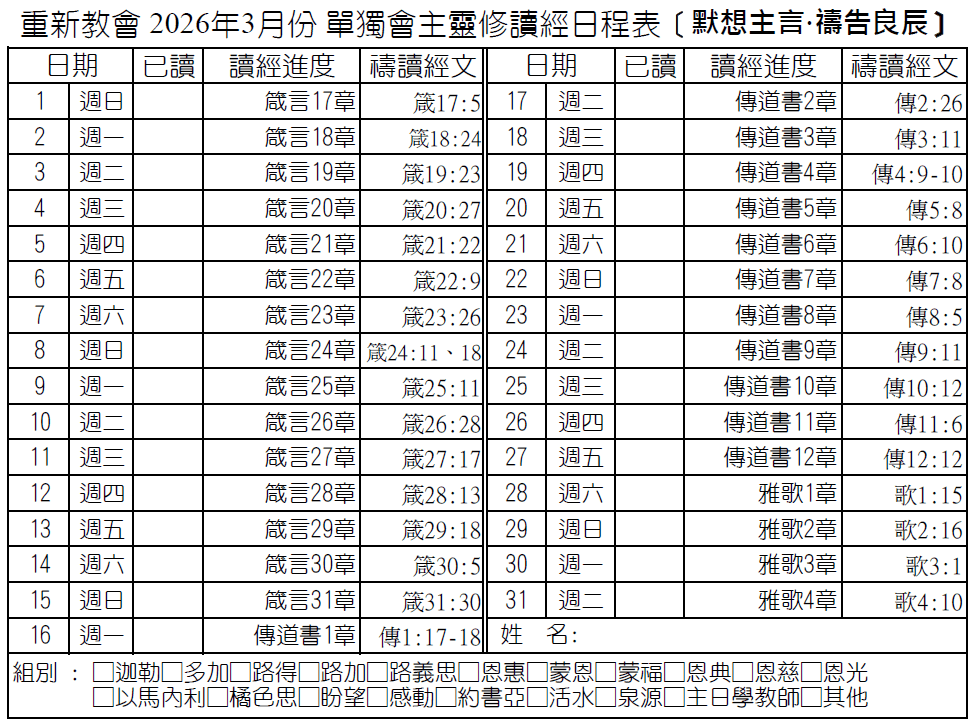 重新教會 2026年3月份 單獨會主靈修讀經日程表〔默想主言·禱告良辰〕
日期 已讀 讀經進度 禱讀經文 日期 已讀 讀經進度 禱讀經文
1 週日 箴言17章 箴17:5 17 週二 傳道書2章 傳2:26
2 週一 箴言18章 箴18:24 18 週三 傳道書3章 傳3:11
3 週二 箴言19章 箴19:23 19 週四 傳道書4章 傳4:9-10
4 週三 箴言20章 箴20:27 20 週五 傳道書5章 傳5:8
5 週四 箴言21章 箴21:22 21 週六 傳道書6章 傳6:10
6 週五 箴言22章 箴22:9 22 週日 傳道書7章 傳7:8
7 週六 箴言23章 箴23:26 23 週一 傳道書8章 傳8:5
8 週日 箴言24章 箴24:11、18 24 週二 傳道書9章 傳9:11
9 週一 箴言25章 箴25:11 25 週三 傳道書10章 傳10:12
10 週二 箴言26章 箴26:28 26 週四 傳道書11章 傳11:6
11 週三 箴言27章 箴27:17 27 週五 傳道書12章 傳12:12
12 週四 箴言28章 箴28:13 28 週六 雅歌1章 歌1:15
13 週五 箴言29章 箴29:18 29 週日 雅歌2章 歌2:16
14 週六 箴言30章 箴30:5 30 週一 雅歌3章 歌3:1
15 週日 箴言31章 箴31:30 31 週二 雅歌4章 歌4:10
16 週一 傳道書1章 傳1:17-18 姓 名:
組別 : □迦勒□多加□路得□路加□路義思□恩惠□蒙恩□蒙福□恩典□恩慈□恩光
□以馬內利□橘色思□盼望□感動□約書亞□活水□泉源□主日學教師□其他